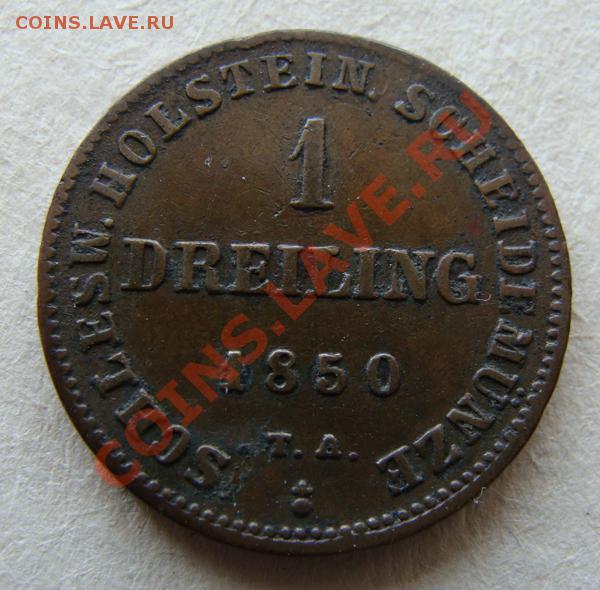 COINS.LAVE.RU
SCHLESW. HOLSTEIN. SCHEIDEMÜNZE
1
DREILING
1850
T.A.
COINS.LAVE.RU